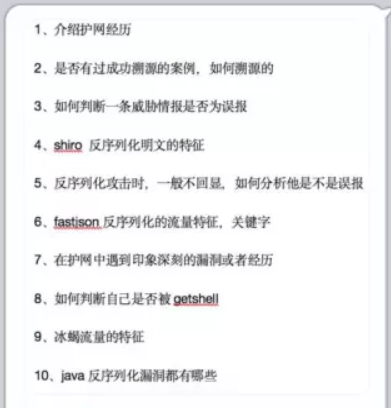 1、介绍护网经历
2、是否有过成功溯源的案例，如何溯源的
3、如何判断一条威胁情报是否为误报
4、shiro 反序列化明文的特征
5、反序列化攻击时，一般不回显，如何分析他是不是误报
6、fastjson 反序列化的流量特征，关键字
7、在护网中遇到印象深刻的漏洞或者经历
8、如何判断自己是否被 getshell
9、冰蝎流量的特征
10、java 反序列化漏洞都有哪些